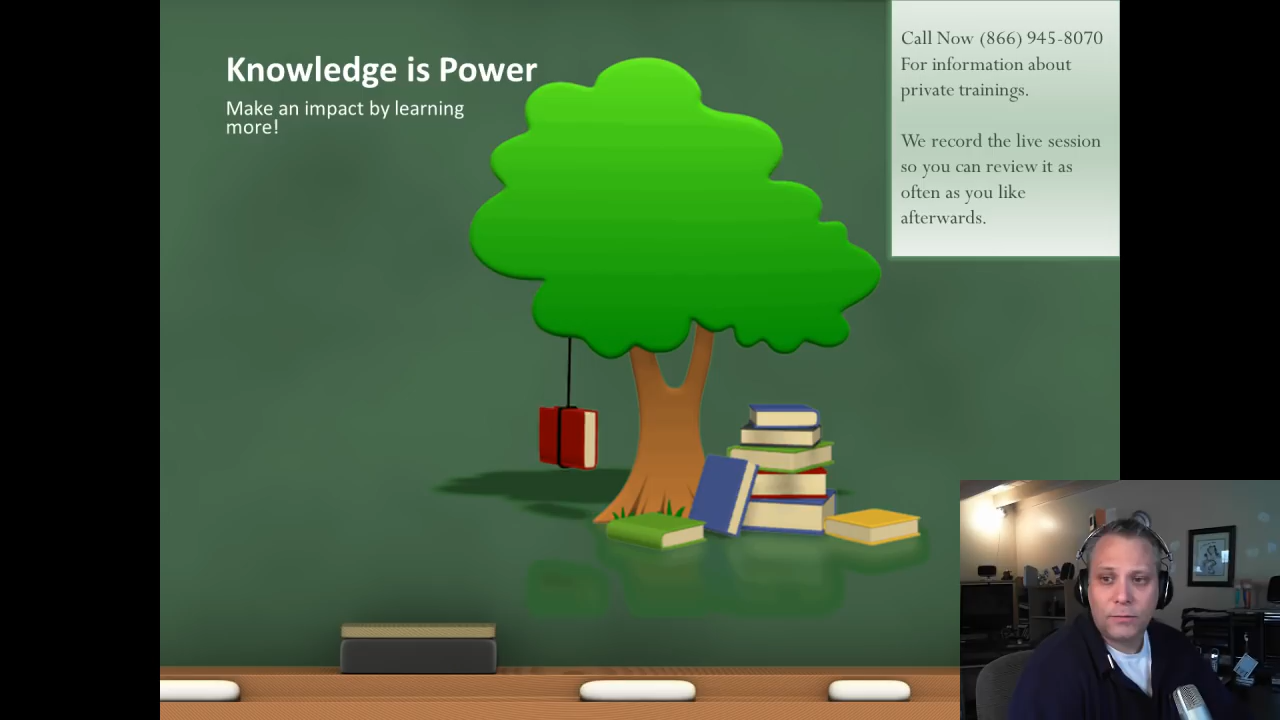 Knowledge is Power
Make an impact by learning
more!
Call Now (866) 945-8070
For information about
private trainings.
We record the live session
so you can review it as
often as you like
afterwards.